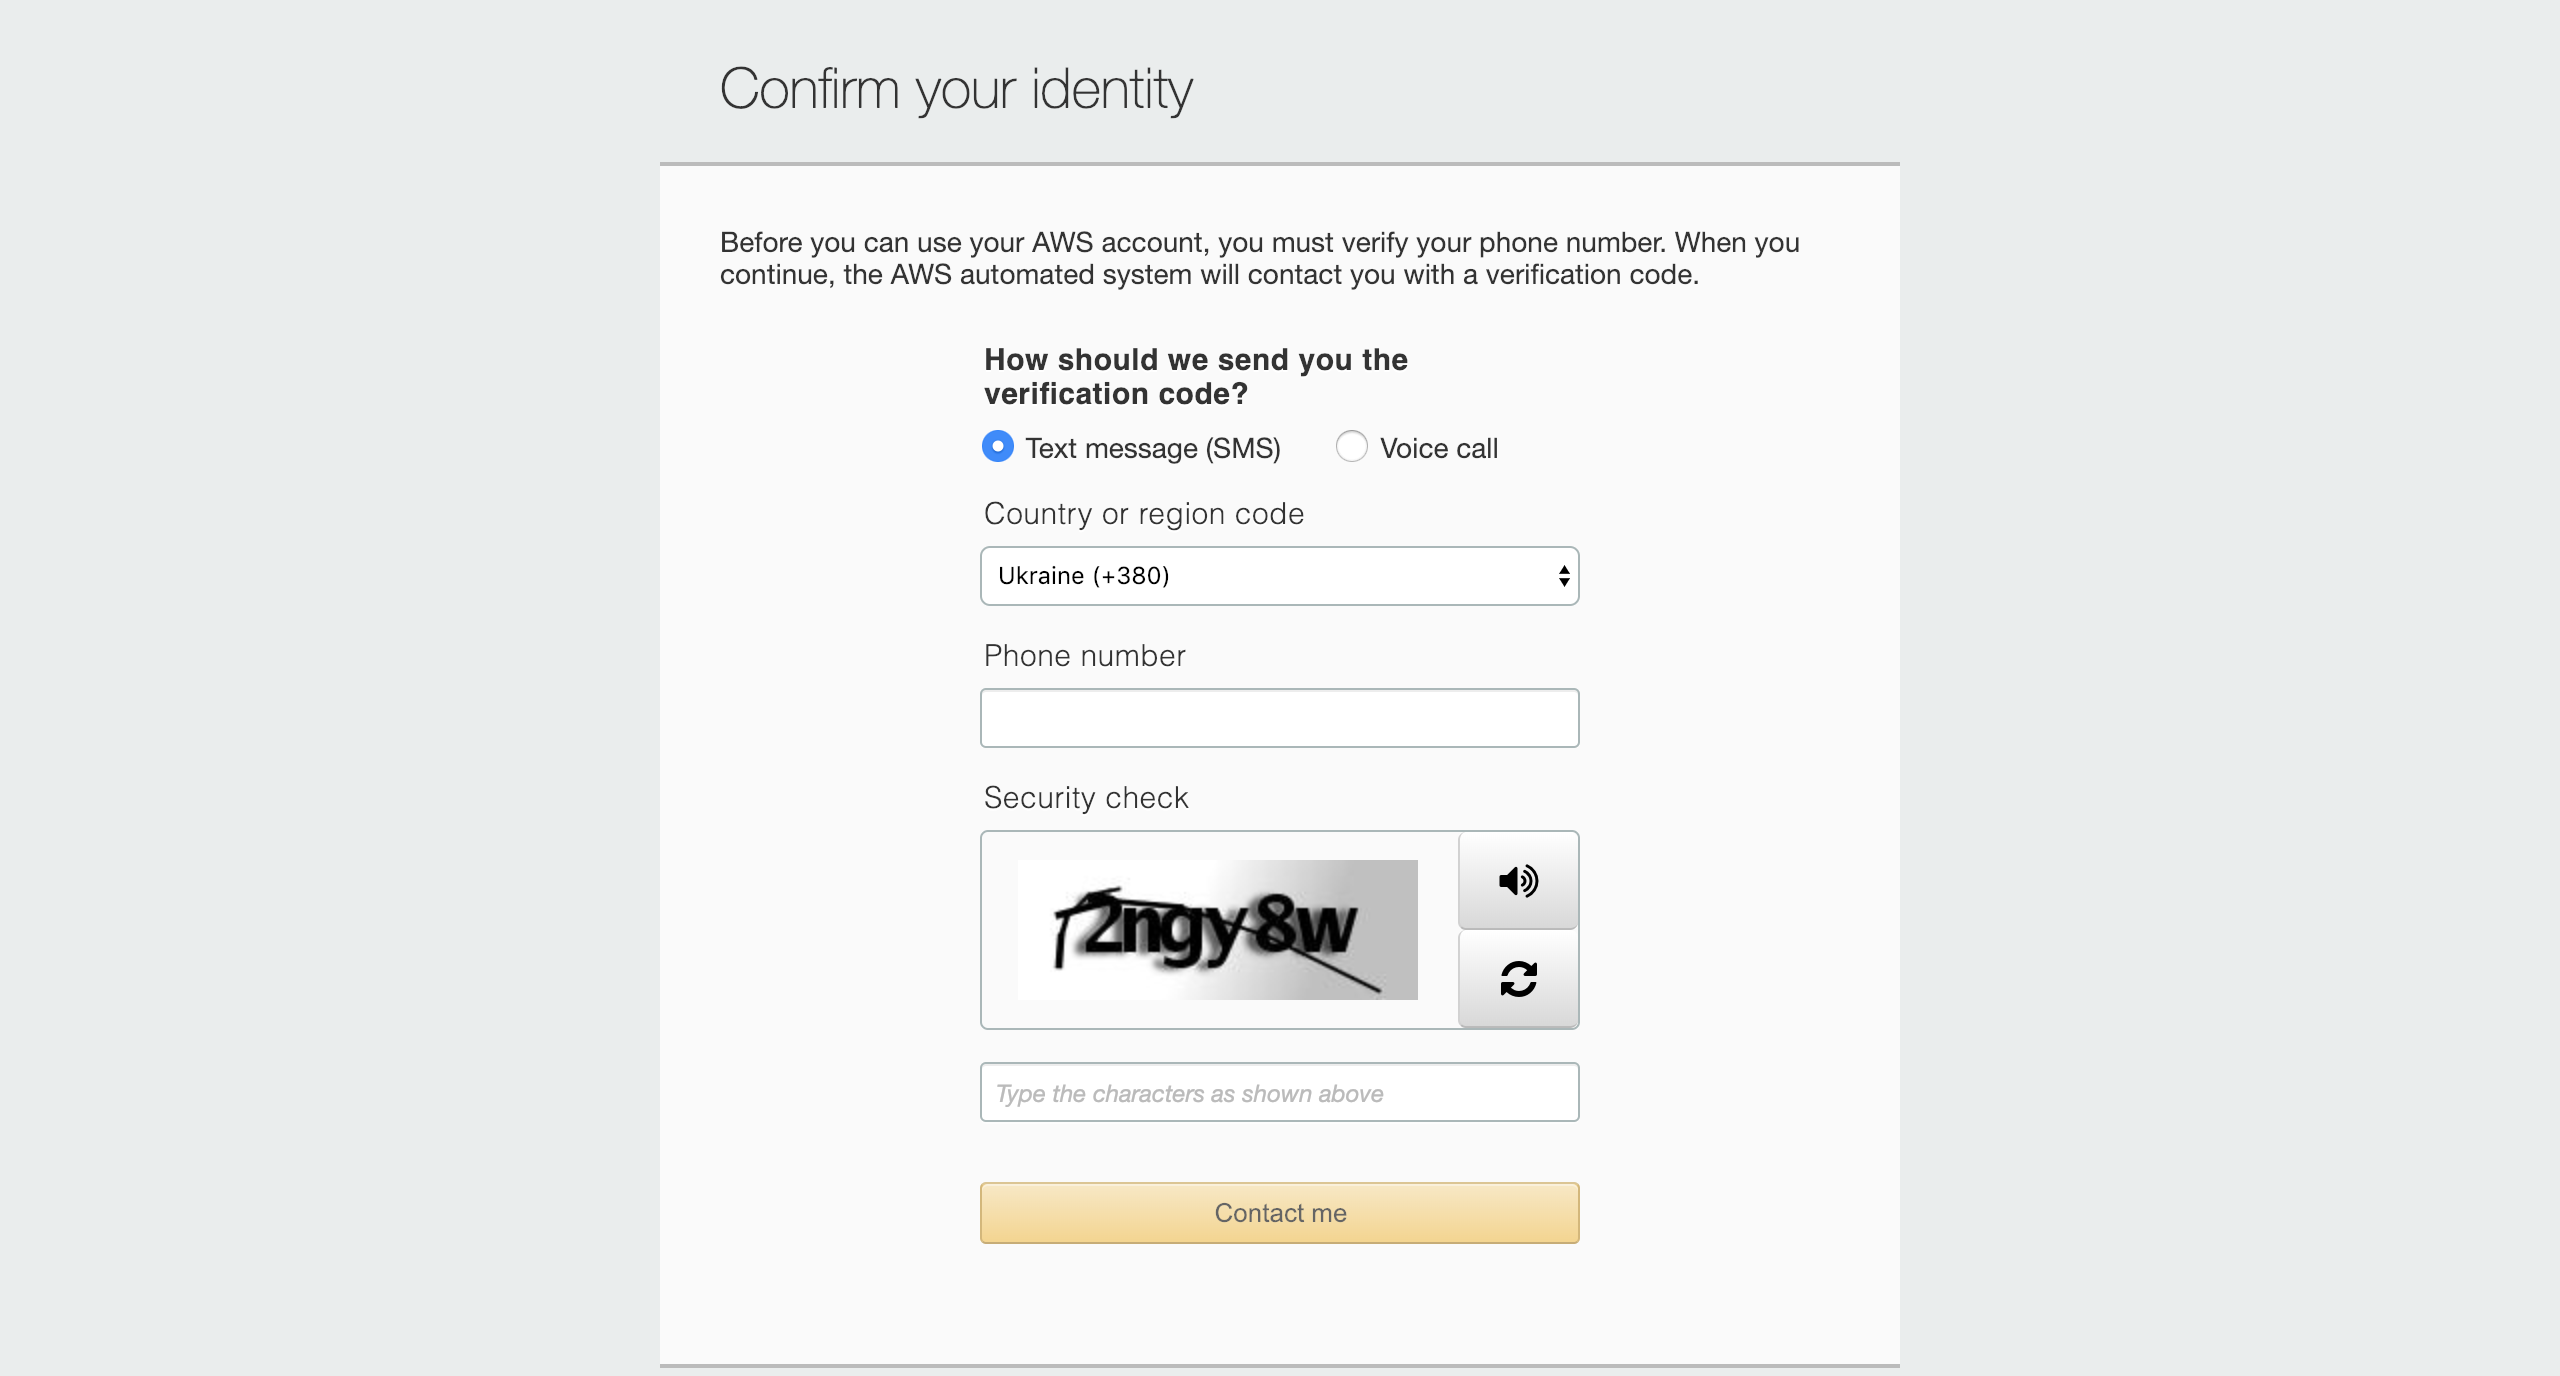 Confirm your identity
Before you can use your AWS account, you must verify your phone number. When you
continue, the AWS automated system will contact you with a verification code.
How should we send you the
verification code?
Text message (SMS) Voice call
Country or region code
Ukraine (+380)
Phone number
Security check
2ngy8w
Type the characters as shown above
Contact me